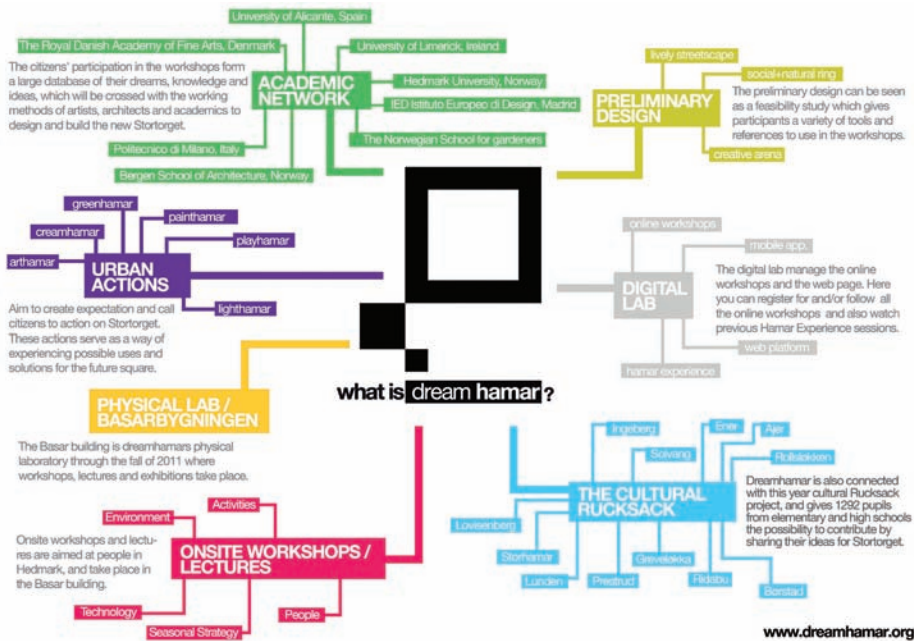 University of Alicante, Spain
The Royal Danish Academy of Fine Arts, Denmark
University of Limerick, Ireland
The citizens' participation in the workshops form
a large database of their dreams, knowledge and
ideas, which will be crossed with the working
methods of artists, architects and academics to
design and build the new Stortorget.
ACADEMIC
NETWORK
Hedmark University, Norway
IED Istituto Europeo di Design, Madrid
The Norwegian School for gardeners
Politecnico di Milano, Italy
Bergen School of Architecture, Norway
lively streetscape
social+natural ring
PRELIMINARY
DESIGN
The preliminary design can be seen
as a feasibility study which gives
participants a variety of tools and
references to use in the workshops.
creative arena
greenhamar
painthamar
creamhamar
playhamar
arthamar
URBAN
ACTIONS
lighthamar
Aim to create expectation and call
citizens to action on Stortorget.
These actions serve as a way of
experiencing possible uses and
solutions for the future square.
online workshops
mobile app.
DIGITAL
LAB
The digital lab manage the online
workshops and the web page. Here
you can register for and/or follow all
the online workshops and also watch
previous Hamar Experience sessions.
web platform
hamar experience
what is dream hamar?
PHYSICAL LAB /
BASARBYGNINGEN
The Basar building is dreamhamars physical
laboratory through the fall of 2011 where
workshops, lectures and exhibitions take place.
Activities
Environment
Onsite workshops and lectu-
res are aimed at people in
Hedmark, and take place in
the Basar building.
ONSITE WORKSHOPS /
LECTURES
Technology
People
Seasonal Strategy
Ingeberg
Ener
Ajer
Solvang
Rollsløkken
THE CULTURAL
RUCKSACK
Dreamhamar is also connected
with this year cultural Rucksack
project, and gives 1292 pupils
from elementary and high schools
the possibility to contribute by
sharing their ideas for Stortorget.
Lovisenberg
Storhamar
Greveløkka
Lunden
Prestrud
Ridabu
Børstad
www.dreamhamar.org